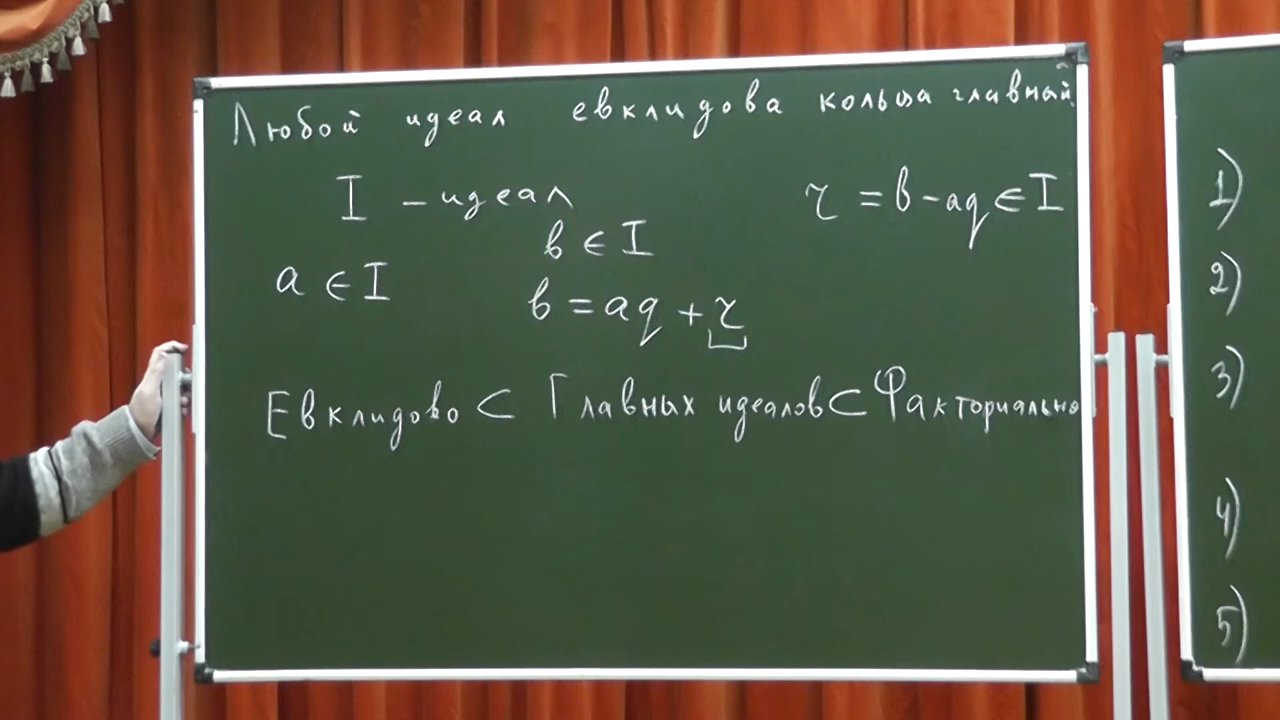 Любой идеал евклидова кольца главный
I – идеал
r = b - aq ∈ I
b ∈ I
a ∈ I
b = aq + r
Евклидово ⊂ Главных идеалов ⊂ Факториально
1)
2)
3)
4)
5)